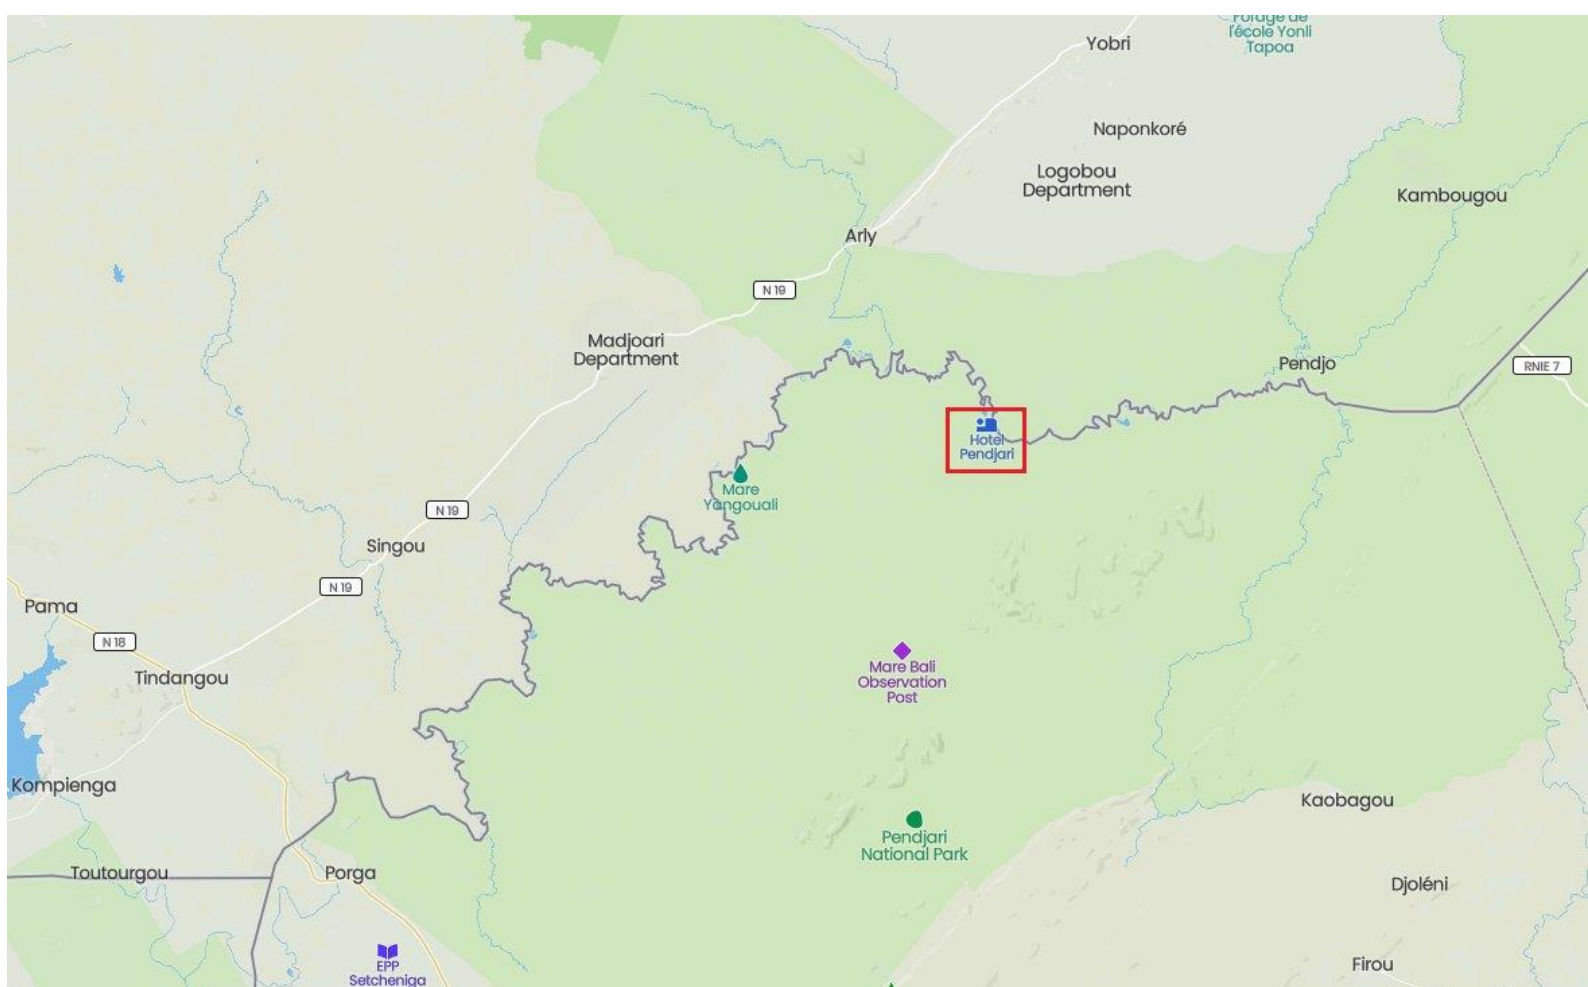 Forage de
l'école Yonli
Tapoa
Yobri
Naponkoré
Logobou
Department
Kambougou
Arly
N 19
Madjoari
Department
Pendjo
RNIE 7
Hotel
Pendjari
Mare
Yangouali
N 19
Singou
N 19
Pama
N 18
Tindangou
Mare Bali
Observation
Post
Kompienga
Kaobagou
Pendjari
National Park
Toutourgou
Porga
Djoléni
EPP
Setcheniga
Firou